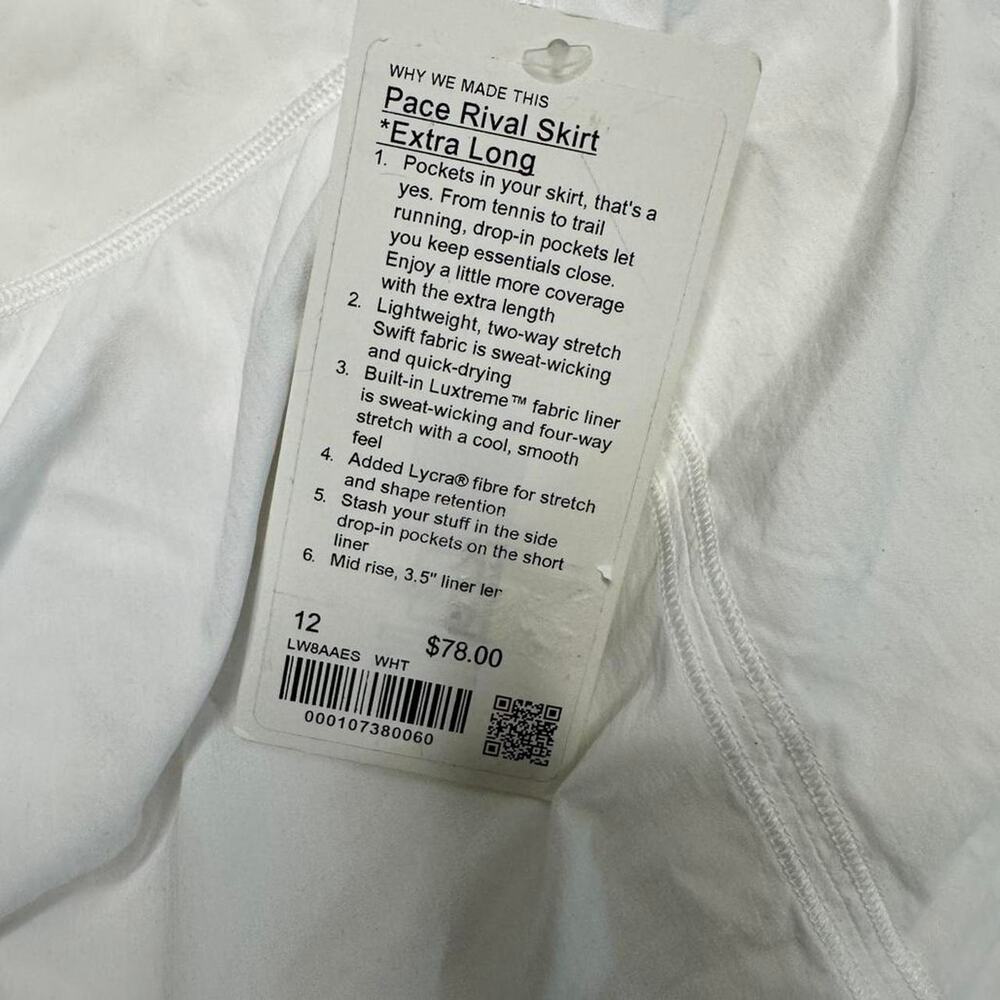 WHY WE MADE THIS
Pace Rival Skirt
*Extra Long
1. Pockets in your skirt, that's a
yes. From tennis to trail
running, drop-in pockets let
you keep essentials close.
Enjoy a little more coverage
with the extra length
2. Lightweight, two-way stretch
Swift fabric is sweat-wicking
and quick-drying
3. Built-in Luxtreme™ fabric liner
is sweat-wicking and four-way
stretch with a cool, smooth
feel
4. Added Lycra® fibre for stretch
and shape retention
5. Stash your stuff in the side
drop-in pockets on the short
liner
6. Mid rise, 3.5" liner
12 $78.00
LW8AAES WHT
000107380060